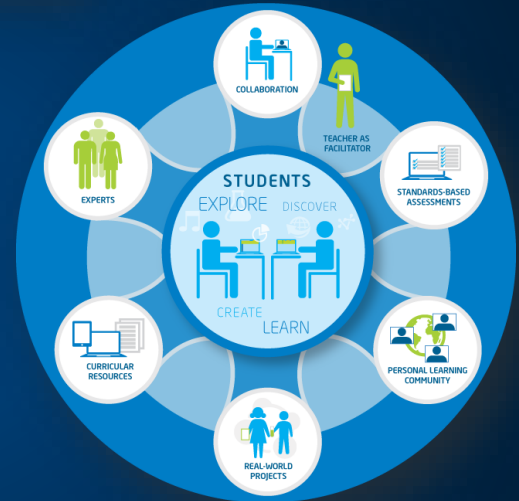 COLLABORATION
TEACHER AS
FACILITATOR
STANDARDS-BASED
ASSESSMENTS
EXPERTS
STUDENTS
EXPLORE DISCOVER
CREATE
LEARN
CURRICULAR
RESOURCES
PERSONAL LEARNING
COMMUNITY
REAL-WORLD
PROJECTS